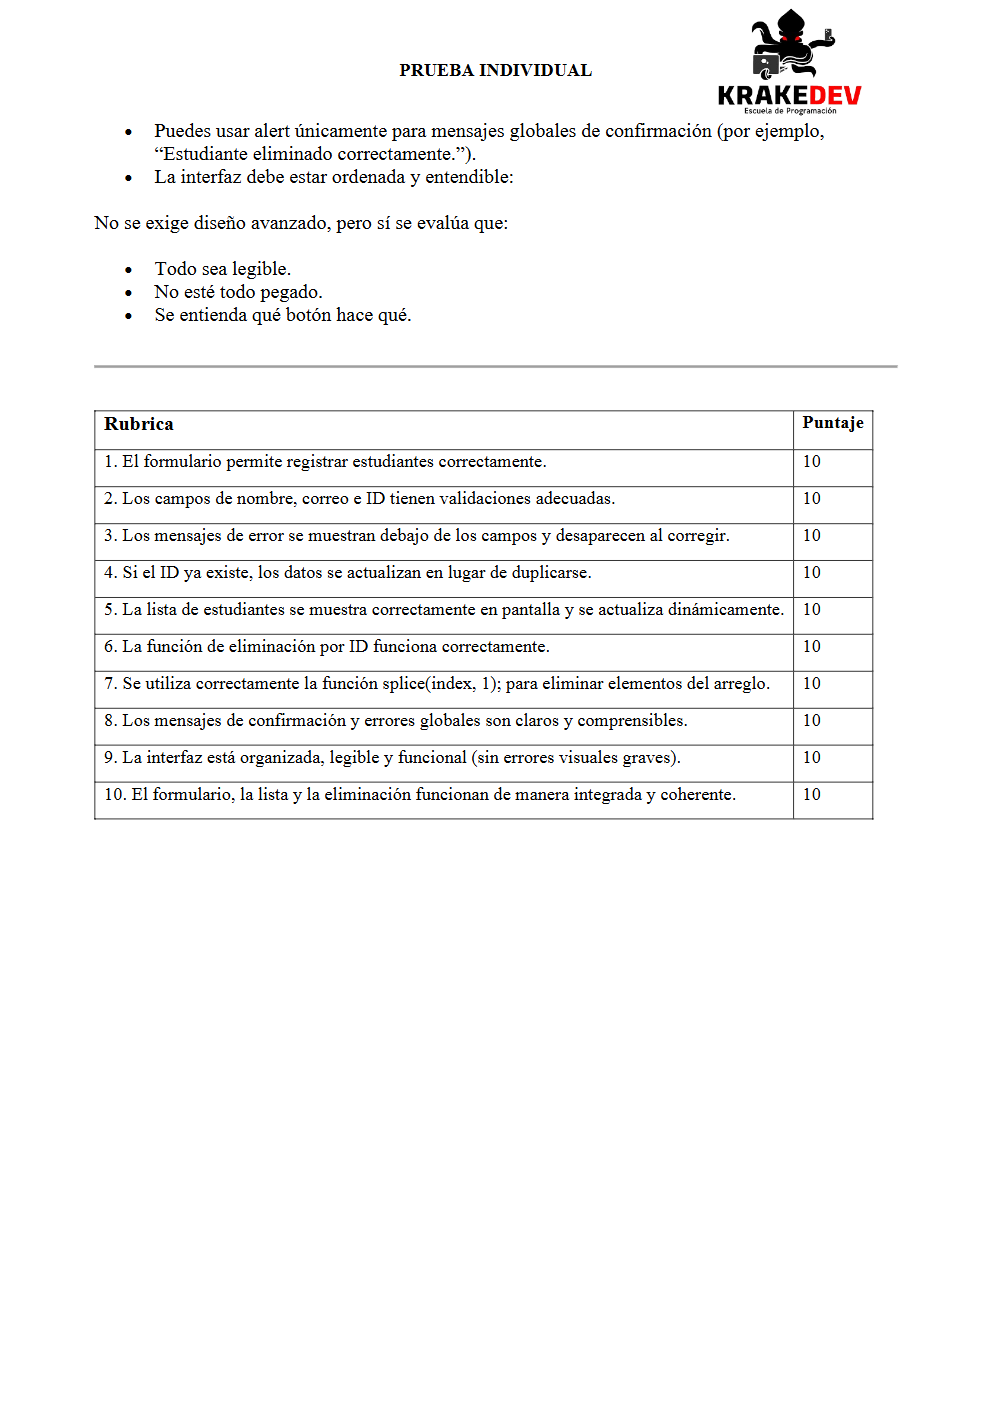 KRAKEDEV
Escuela de Programación
PRUEBA INDIVIDUAL
• Puedes usar alert únicamente para mensajes globales de confirmación (por ejemplo,
“Estudiante eliminado correctamente.”).
• La interfaz debe estar ordenada y entendible:
No se exige diseño avanzado, pero sí se evalúa que:
• Todo sea legible.
• No esté todo pegado.
• Se entienda qué botón hace qué.
Rubrica Puntaje
1. El formulario permite registrar estudiantes correctamente. 10
2. Los campos de nombre, correo e ID tienen validaciones adecuadas. 10
3. Los mensajes de error se muestran debajo de los campos y desaparecen al corregir. 10
4. Si el ID ya existe, los datos se actualizan en lugar de duplicarse. 10
5. La lista de estudiantes se muestra correctamente en pantalla y se actualiza dinámicamente. 10
6. La función de eliminación por ID funciona correctamente. 10
7. Se utiliza correctamente la función splice(index, 1); para eliminar elementos del arreglo. 10
8. Los mensajes de confirmación y errores globales son claros y comprensibles. 10
9. La interfaz está organizada, legible y funcional (sin errores visuales graves). 10
10. El formulario, la lista y la eliminación funcionan de manera integrada y coherente. 10